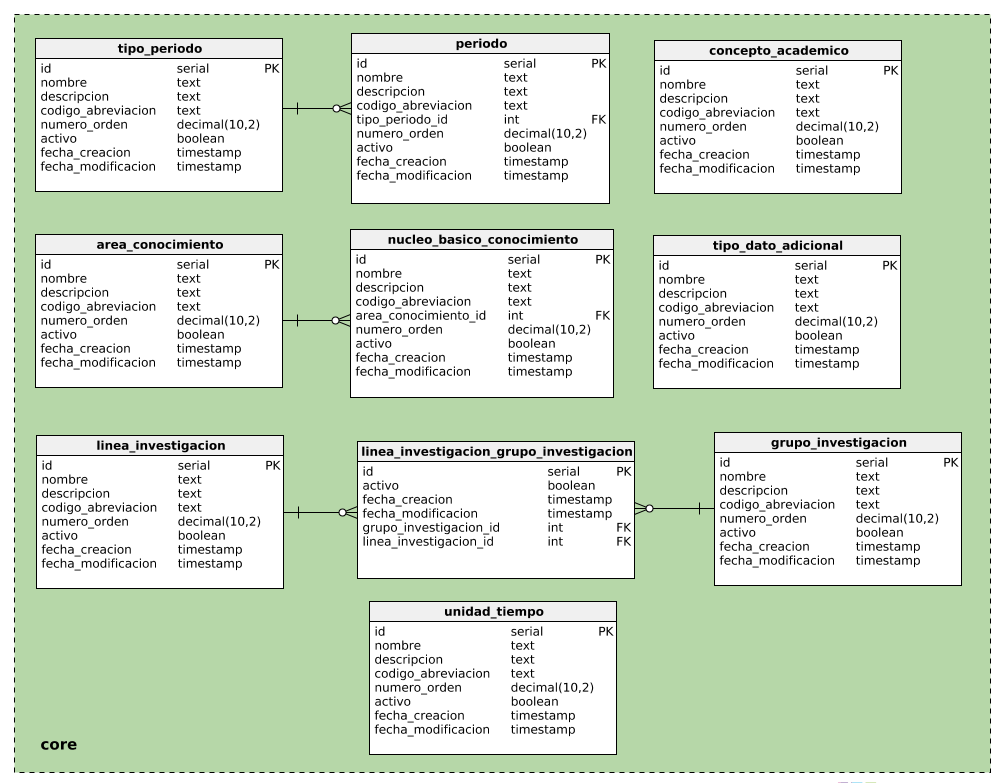 tipo_periodo
id serial PK
nombre text
descripcion text
codigo_abreviacion text
numero_orden decimal(10,2)
activo boolean
fecha_creacion timestamp
fecha_modificacion timestamp
periodo
id serial PK
nombre text
descripcion text
codigo_abreviacion text
tipo_periodo_id int FK
numero_orden decimal(10,2)
activo boolean
fecha_creacion timestamp
fecha_modificacion timestamp
concepto_academico
id serial PK
nombre text
descripcion text
codigo_abreviacion text
numero_orden decimal(10,2)
activo boolean
fecha_creacion timestamp
fecha_modificacion timestamp
area_conocimiento
id serial PK
nombre text
descripcion text
codigo_abreviacion text
numero_orden decimal(10,2)
activo boolean
fecha_creacion timestamp
fecha_modificacion timestamp
nucleo_basico_conocimiento
id serial PK
nombre text
descripcion text
codigo_abreviacion text
area_conocimiento_id int FK
numero_orden decimal(10,2)
activo boolean
fecha_creacion timestamp
fecha_modificacion timestamp
tipo_dato_adicional
id serial PK
nombre text
descripcion text
codigo_abreviacion text
numero_orden decimal(10,2)
activo boolean
fecha_creacion timestamp
fecha_modificacion timestamp
linea_investigacion
id serial PK
nombre text
descripcion text
codigo_abreviacion text
numero_orden decimal(10,2)
activo boolean
fecha_creacion timestamp
fecha_modificacion timestamp
linea_investigacion_grupo_investigacion
id serial PK
activo boolean
fecha_creacion timestamp
fecha_modificacion timestamp
grupo_investigacion_id int FK
linea_investigacion_id int FK
grupo_investigacion
id serial PK
nombre text
descripcion text
codigo_abreviacion text
numero_orden decimal(10,2)
activo boolean
fecha_creacion timestamp
fecha_modificacion timestamp
unidad_tiempo
id serial PK
nombre text
descripcion text
codigo_abreviacion text
numero_orden decimal(10,2)
activo boolean
fecha_creacion timestamp
fecha_modificacion timestamp
core